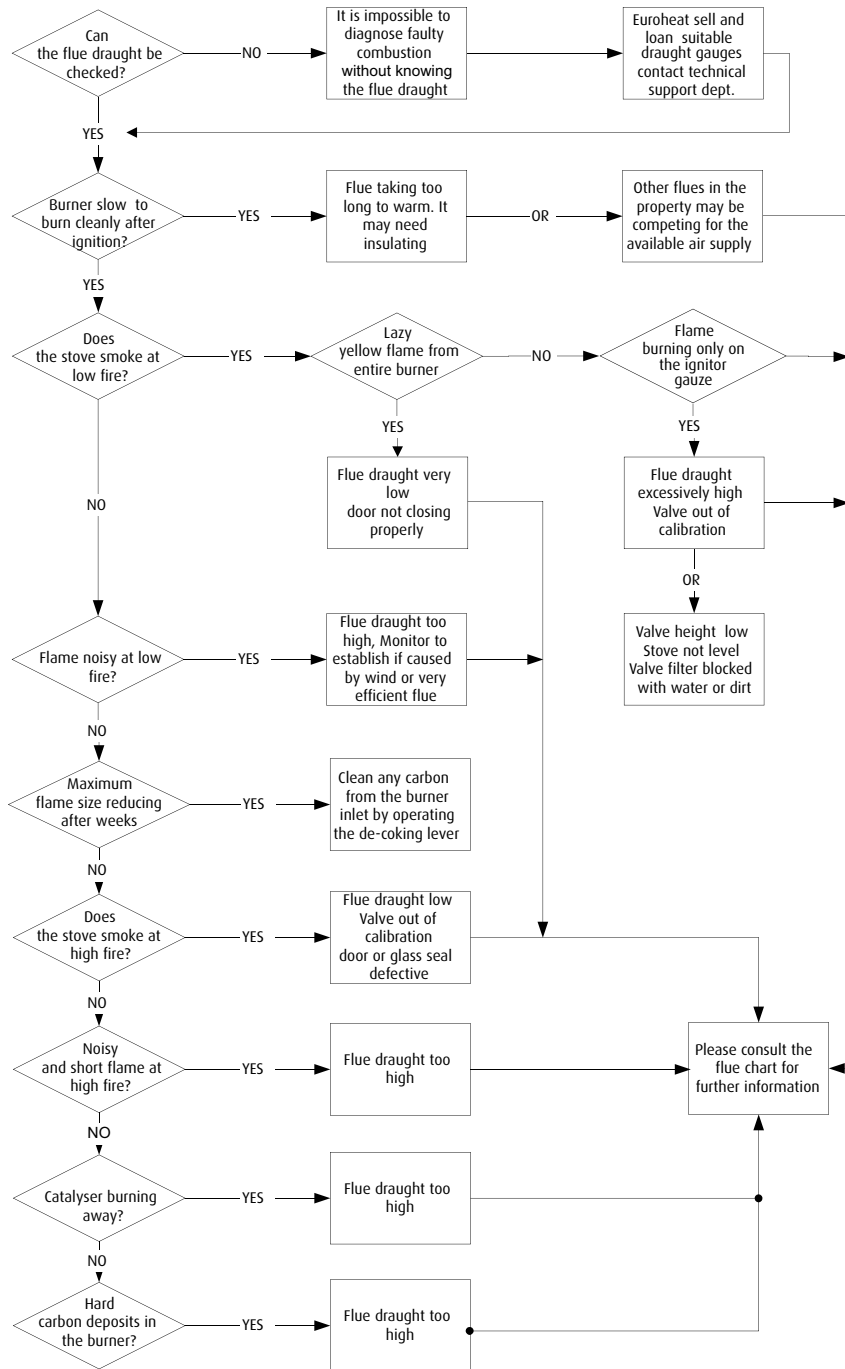 Can
the flue draught be
checked?
NO
It is impossible to
diagnose faulty
combustion
without knowing
the flue draught
Euroheat sell and
loan suitable
draught gauges
contact technical
support dept.
YES
Burner slow to
burn cleanly after
ignition?
YES
Flue taking too
long to warm. It
may need
insulating
OR
Other flues in the
property may be
competing for the
available air supply
YES
Does
the stove smoke at
low fire?
YES
Lazy
yellow flame from
entire burner
NO
Flame
burning only on
the ignitor
gauze
YES
YES
Flue draught very
low
door not closing
properly
Flue draught
excessively high
Valve out of
calibration
NO
OR
Valve height low
Stove not level
Valve filter blocked
with water or dirt
Flame noisy at low
fire?
YES
Flue draught too
high, Monitor to
establish if caused
by wind or very
efficient flue
NO
Maximum
flame size reducing
after weeks
YES
Clean any carbon
from the burner
inlet by operating
the de-coking lever
NO
Does
the stove smoke at
high fire?
YES
Flue draught low
Valve out of
calibration
door or glass seal
defective
NO
Noisy
and short flame at
high fire?
YES
Flue draught too
high
Please consult the
flue chart for
further information
NO
Catalyser burning
away?
YES
Flue draught too
high
NO
Hard
carbon deposits in
the burner?
YES
Flue draught too
high